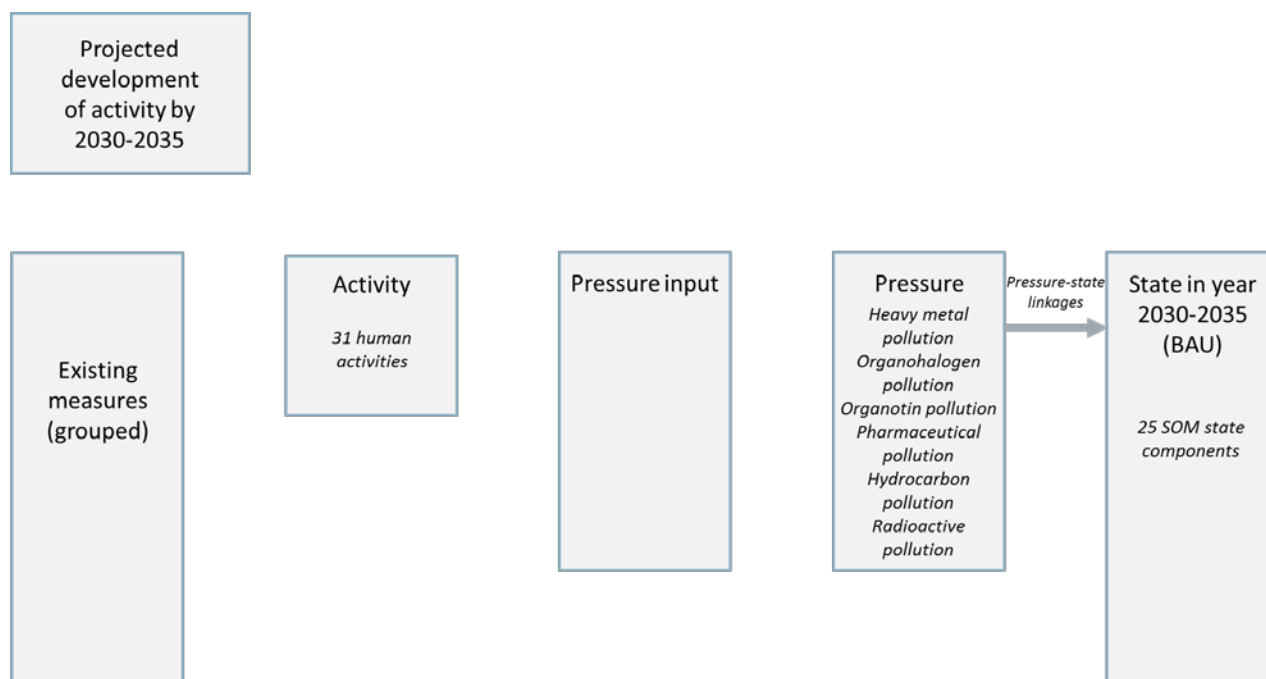 Projected
development
of activity by
2030-2035
Existing
measures
(grouped)
Activity
31 human
activities
Pressure input
Pressure
Heavy metal
pollution
Organohalogen
pollution
Organotin pollution
Pharmaceutical
pollution
Hydrocarbon
pollution
Radioactive
pollution
Pressure-state
linkages
State in year
2030-2035
(BAU)
25 SOM state
components